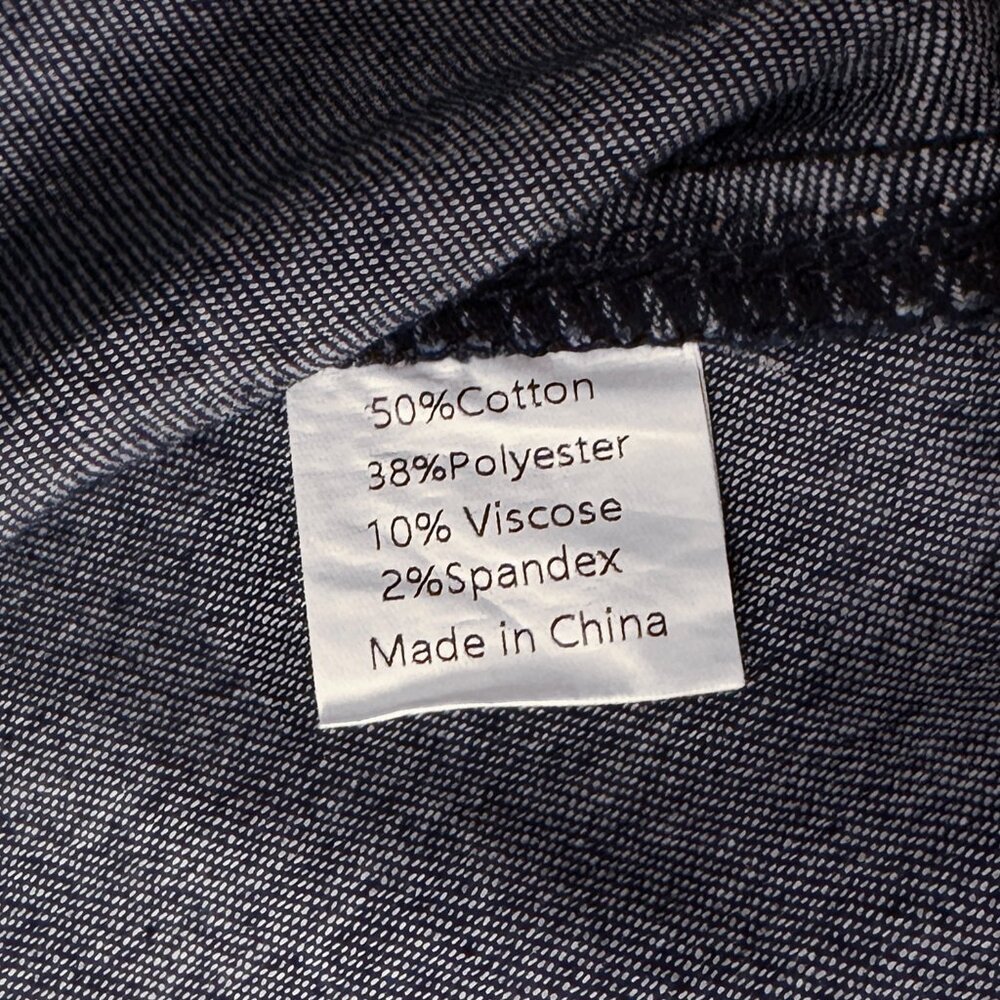 50%Cotton
38%Polyester
10% Viscose
2%Spandex
Made in China